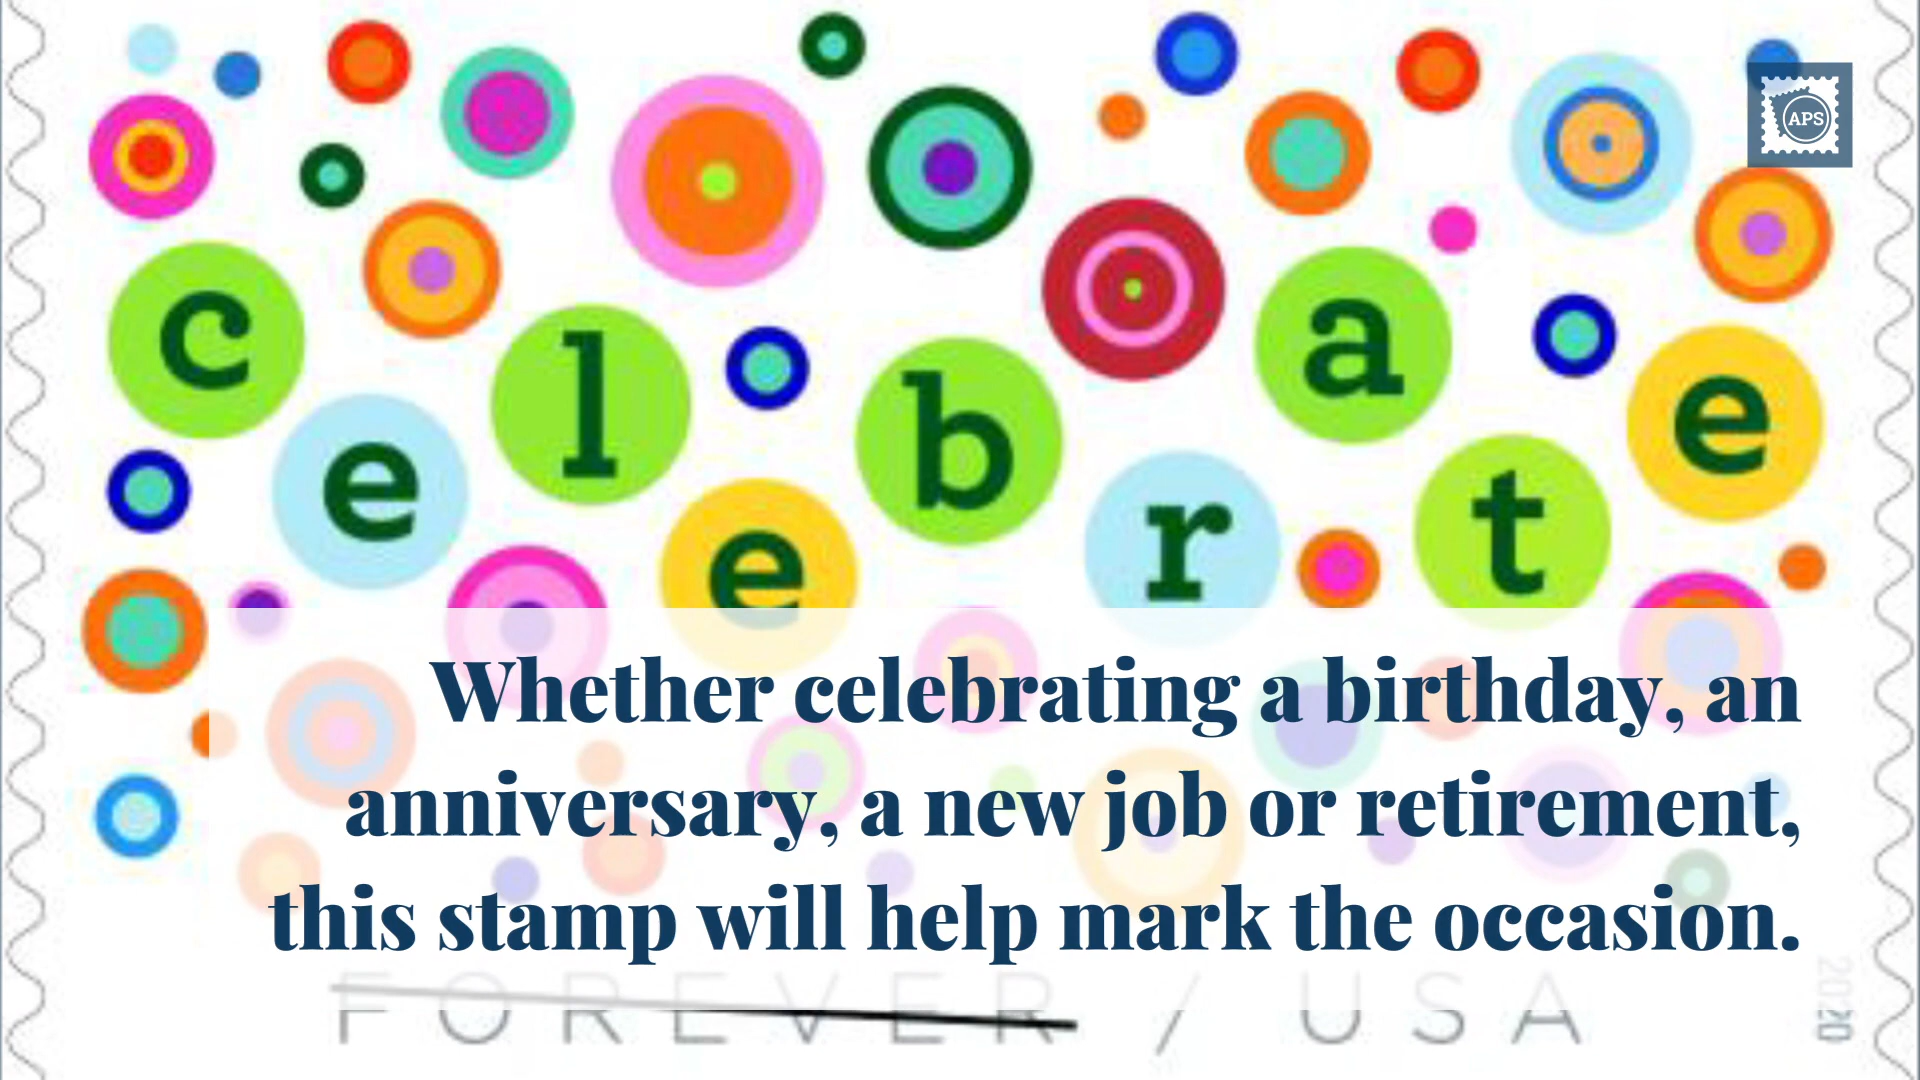 APS
celebrate
Whether celebrating a birthday, an
anniversary, a new job or retirement,
this stamp will help mark the occasion.
FOREVER / USA
2020